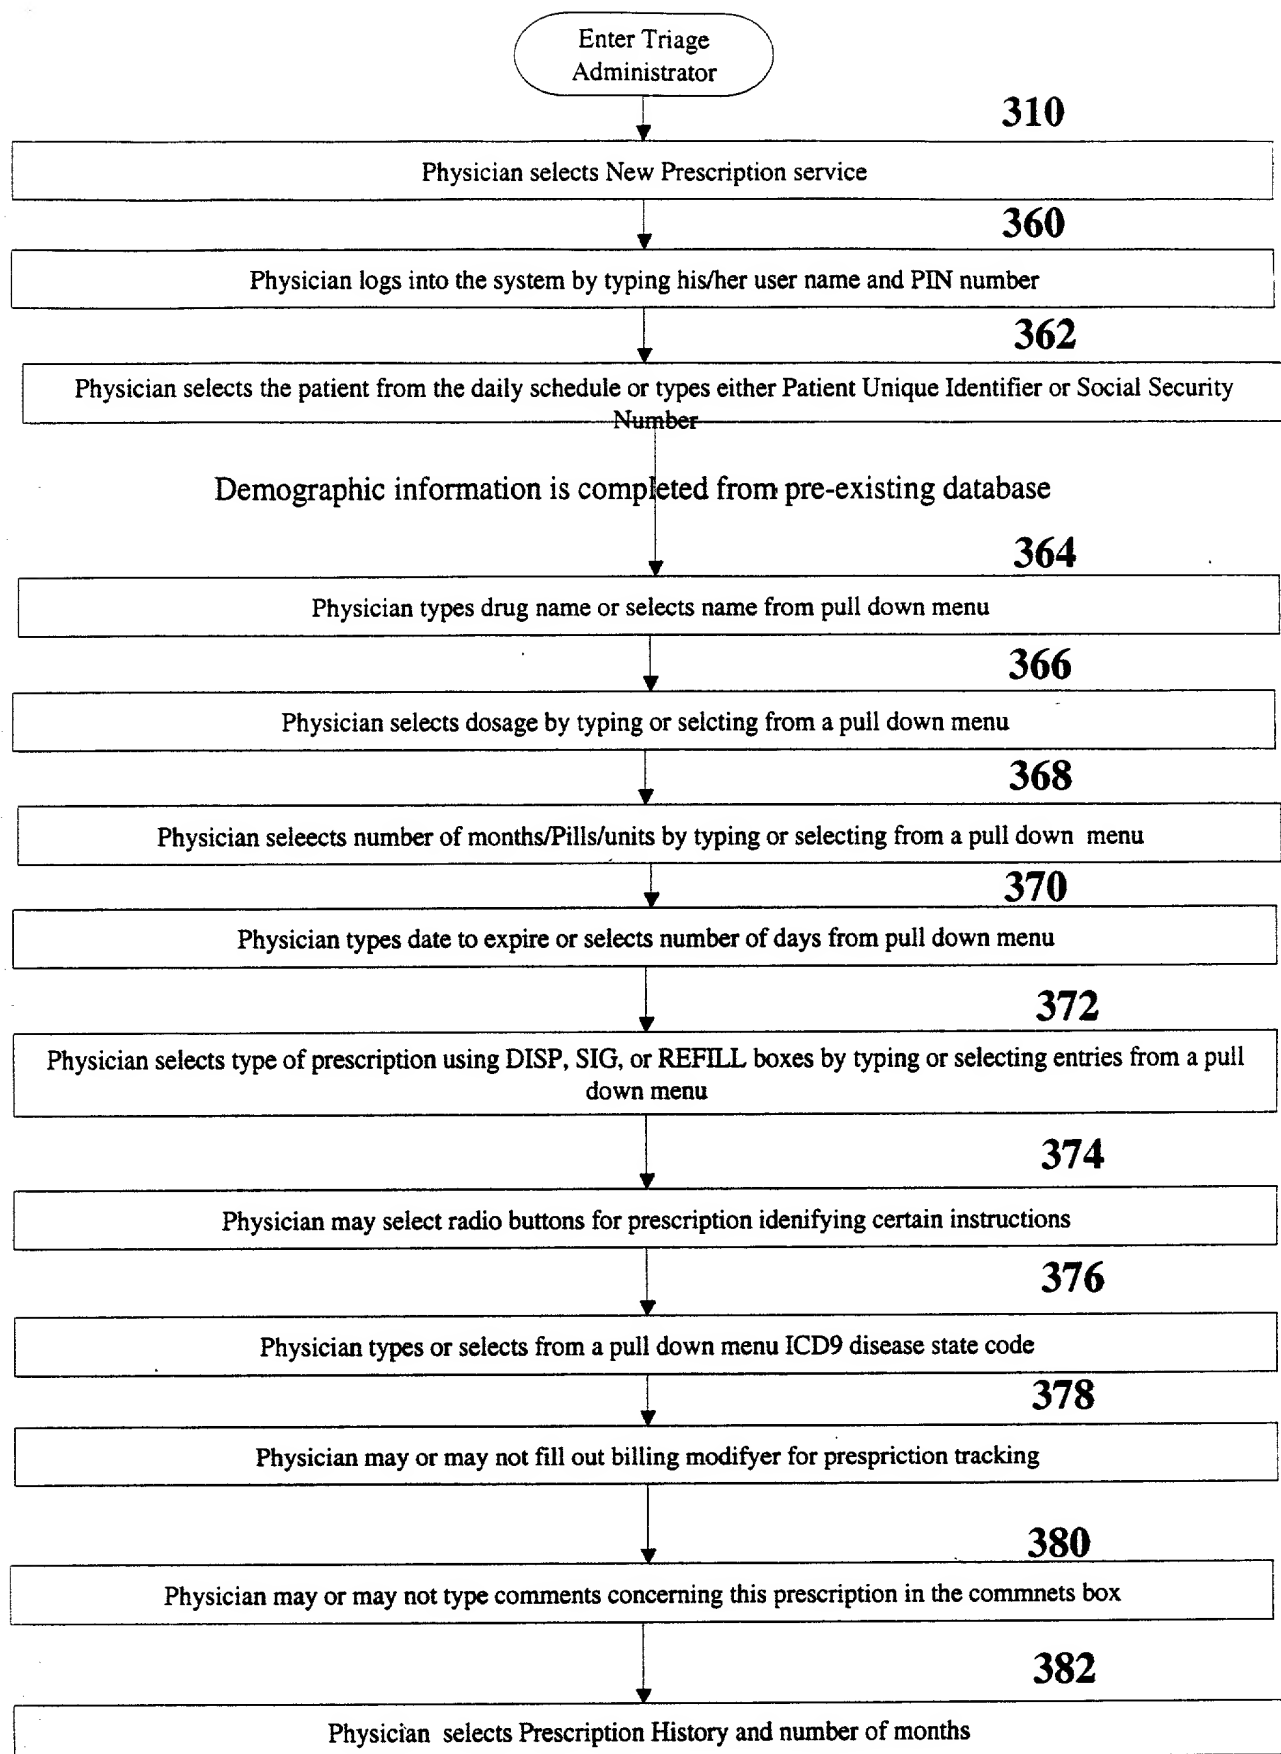 Enter Triage
Administrator
310
Physician selects New Prescription service
360
Physician logs into the system by typing his/her user name and PIN number
362
Physician selects the patient from the daily schedule or types either Patient Unique Identifier or Social Security
Number
Demographic information is completed from pre-existing database
364
Physician types drug name or selects name from pull down menu
366
Physician selects dosage by typing or selcting from a pull down menu
368
Physician seleects number of months/Pills/units by typing or selecting from a pull down menu
370
Physician types date to expire or selects number of days from pull down menu
372
Physician selects type of prescription using DISP, SIG, or REFILL boxes by typing or selecting entries from a pull
down menu
374
Physician may select radio buttons for prescription idenifying certain instructions
376
Physician types or selects from a pull down menu ICD9 disease state code
378
Physician may or may not fill out billing modifyer for prespriction tracking
380
Physician may or may not type comments concerning this prescription in the commnets box
382
Physician selects Prescription History and number of months